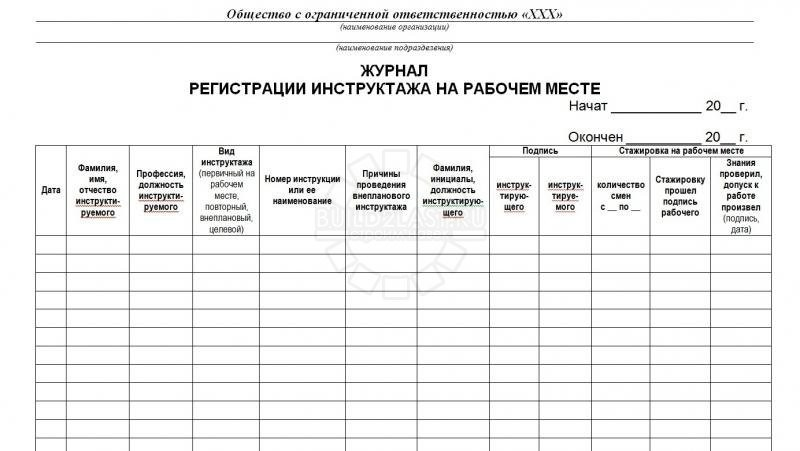 Общество с ограниченной ответственностью «XXX»
(наименование организации)
(наименование подразделения)
ЖУРНАЛ
РЕГИСТРАЦИИ ИНСТРУКТАЖА НА РАБОЧЕМ МЕСТЕ
Начат ____________ 20__ г.
Окончен __________ 20__ г.
Дата
Фамилия,
имя,
отчество
инструкти-
руемого
Профессия,
должность
инструкти-
руемого
Вид
инструктажа
(первичный на
рабочем
месте,
повторный,
внеплановый,
целевой)
Номер инструкции
или ее
наименование
Причины
проведения
внепланового
инструктажа
Фамилия,
инициалы,
должность
инструктирую-
щего
Подпись
инструк-
тирую-
щего
инструк-
тируе-
мого
Стажировка на рабочем месте
количество
смен
с __ по __
Стажировку
прошел
подпись
рабочего
Знания
проверил,
допуск к
работе
произвел
(подпись,
дата)
BUILD2LAST.RU